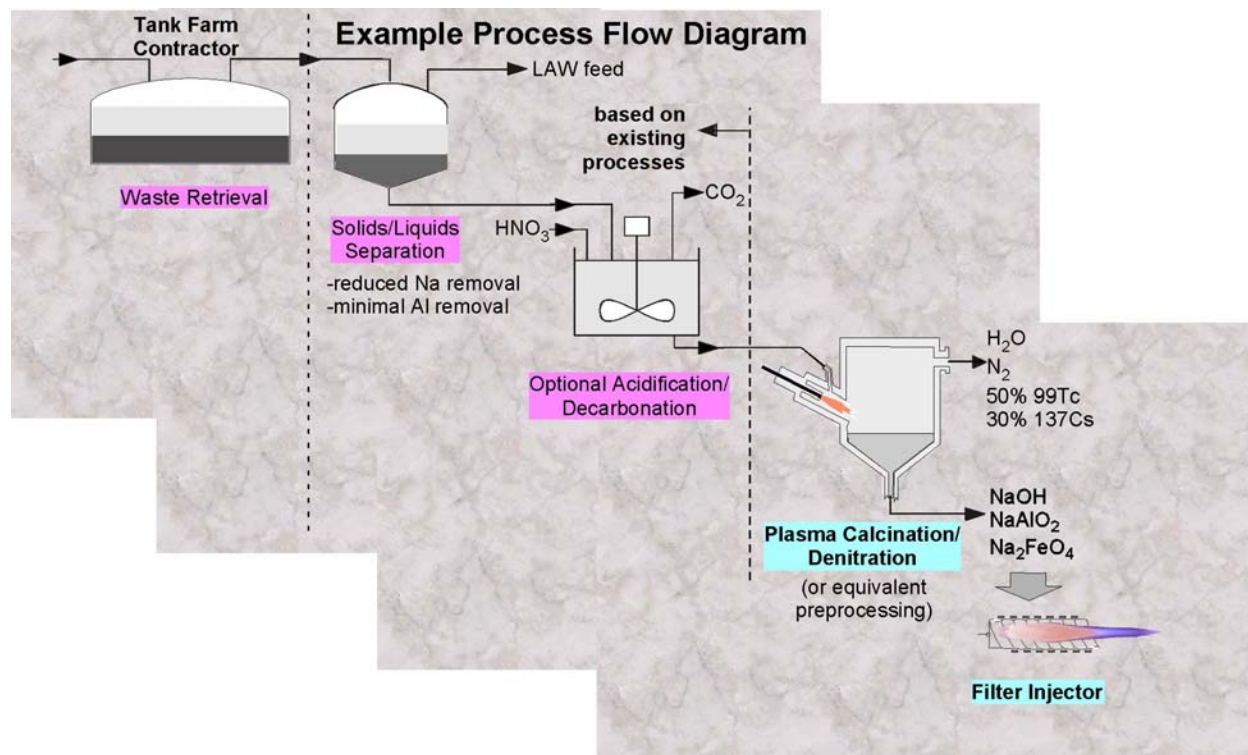 Tank Farm
Contractor
Example Process Flow Diagram
LAW feed
based on
existing
processes
Waste Retrieval
Solids/Liquids
Separation
-reduced Na removal
-minimal Al removal
HNO₃
CO₂
Optional Acidification/
Decarbonation
H₂O
N₂
50% 99Tc
30% 137Cs
Plasma Calcination/
Denitration
(or equivalent
preprocessing)
NaOH
NaAlO₂
Na₂FeO₄
Filter Injector